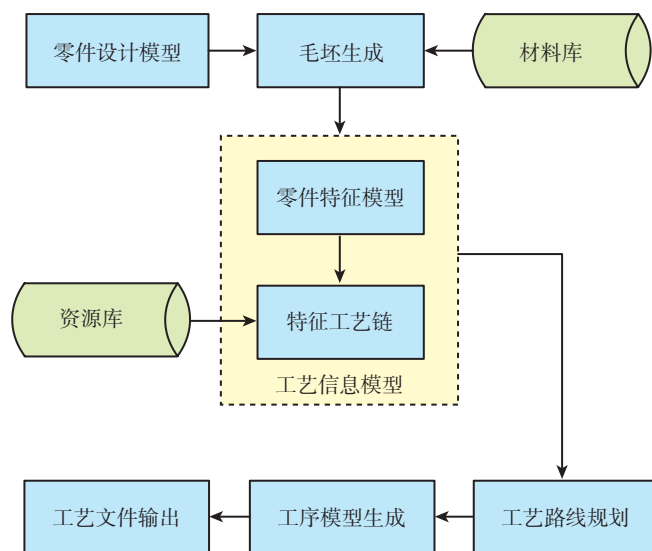 零件设计模型
毛坯生成
材料库
零件特征模型
资源库
特征工艺链
工艺信息模型
工艺文件输出
工序模型生成
工艺路线规划